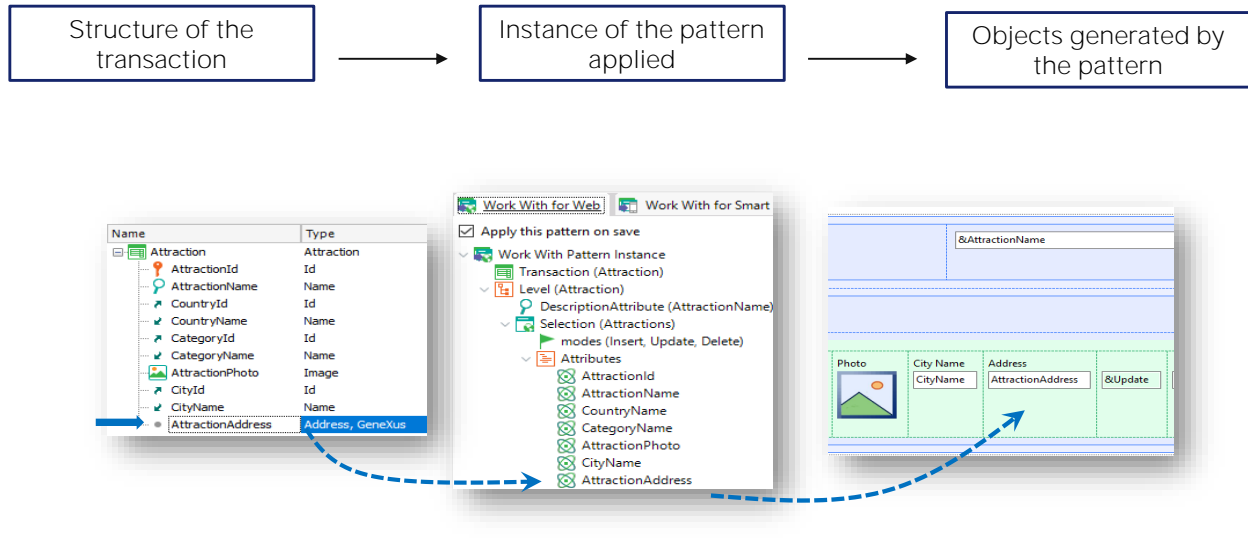 Structure of the
transaction
Instance of the pattern
applied
Objects generated by
the pattern
Name Type
Attraction Attraction
AttractionId Id
AttractionName Name
CountryId Id
CountryName Name
CategoryId Id
CategoryName Name
AttractionPhoto Image
CityId Id
CityName Name
AttractionAddress Address, GeneXus
Work With for Web Work With for Smart
Apply this pattern on save
Work With Pattern Instance
Transaction (Attraction)
Level (Attraction)
DescriptionAttribute (AttractionName)
Selection (Attractions)
modes (Insert, Update, Delete)
Attributes
AttractionId
AttractionName
CountryName
CategoryName
AttractionPhoto
CityName
AttractionAddress
&AttractionName
Photo City Name Address
CityName AttractionAddress &Update